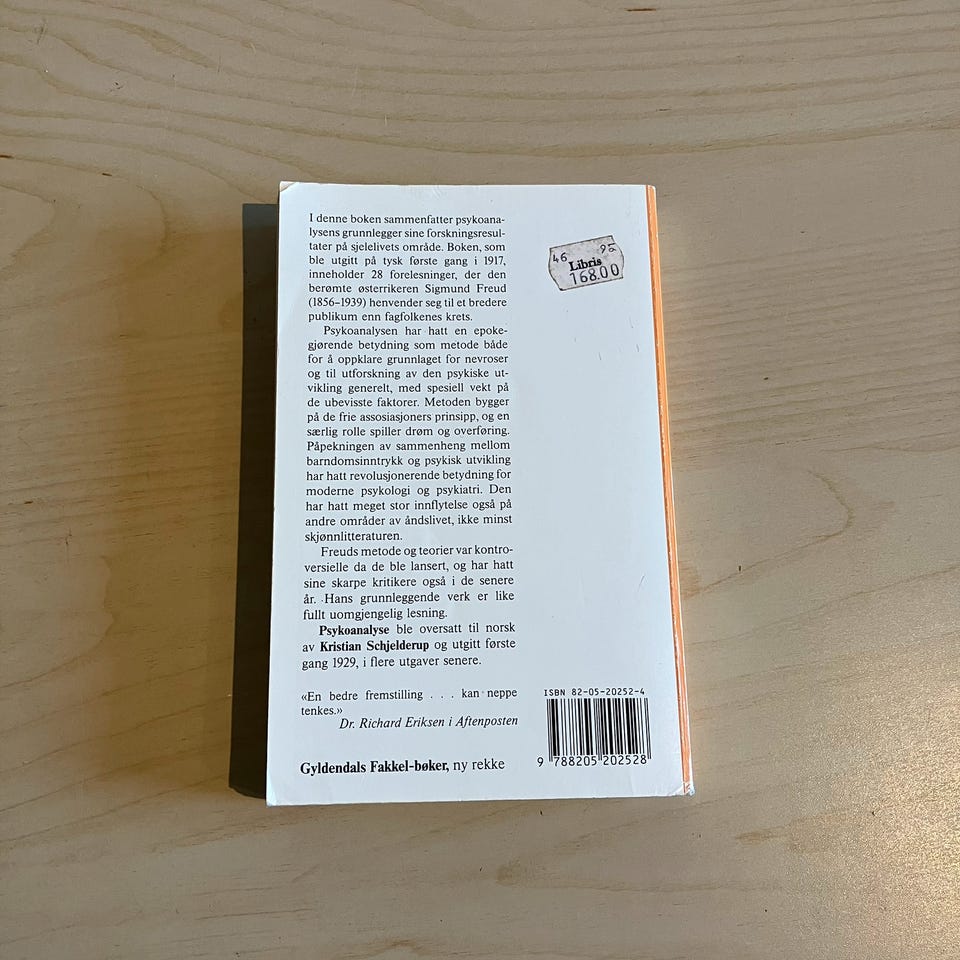 I denne boken sammenfatter psykoana-
lysens grunnlegger sine forskningsresul-
tater på sjelelivets område. Boken, som
ble utgitt på tysk første gang i 1917,
inneholder 28 forelesninger, der den
berømte østerrikeren Sigmund Freud
(1856–1939) henvender seg til et bredere
publikum enn fagfolkenes krets.
Psykoanalysen har hatt en epoke-
gjørende betydning som metode både
for å oppklare grunnlaget for nevroser
og til utforskning av den psykiske ut-
vikling generelt, med spesiell vekt på
de ubevisste faktorer. Metoden bygger
på de frie assosiasjoners prinsipp, og en
særlig rolle spiller drøm og overføring.
Påpekningen av sammenheng mellom
barndomsinntrykk og psykisk utvikling
har hatt revolusjonerende betydning for
moderne psykologi og psykiatri. Den
har hatt meget stor innflytelse også på
andre områder av åndslivet, ikke minst
skjønnlitteraturen.
Freuds metode og teorier var kontro-
versielle da de ble lansert, og har hatt
sine skarpe kritikere også i de senere
år. Hans grunnleggende verk er like
fullt uomgjengelig lesning.
Psykoanalyse ble oversatt til norsk
av Kristian Schjelderup og utgitt første
gang 1929, i flere utgaver senere.
«En bedre fremstilling . . . kan neppe
tenkes.»
Dr. Richard Eriksen i Aftenposten
Gyldendals Fakkel-bøker, ny rekke
46 95
Libris
168.00
ISBN 82-05-20252-4
9 788205 202528